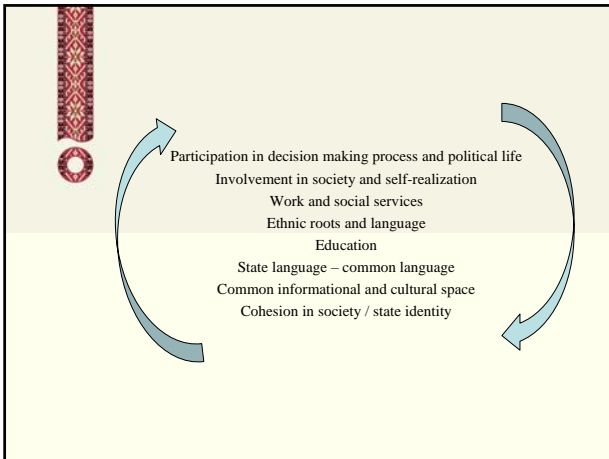 Participation in decision making process and political life
Involvement in society and self-realization
Work and social services
Ethnic roots and language
Education
State language – common language
Common informational and cultural space
Cohesion in society / state identity